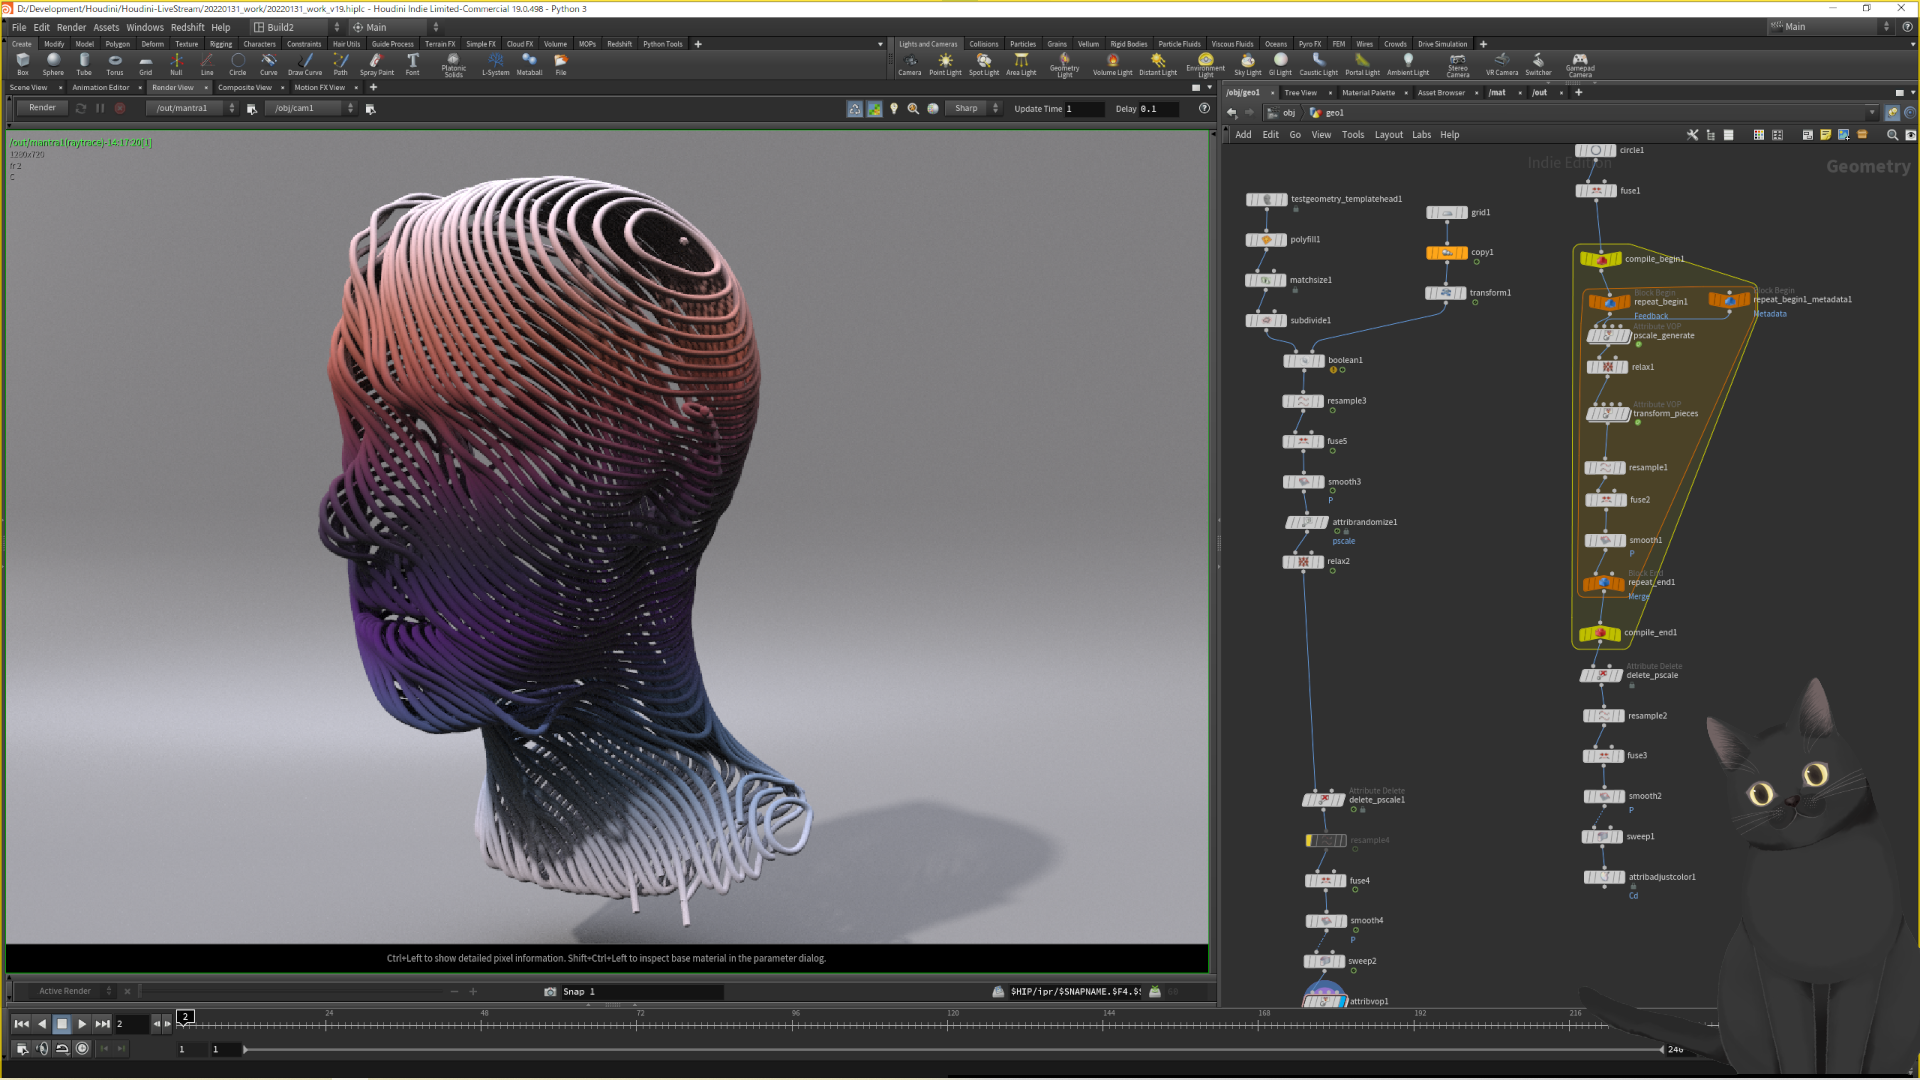 D:/Development/Houdini/Houdini-LiveStream/20220131_work/20220131_work_v19.hiplc - Houdini Indie Limited-Commercial 19.0.498 - Python 3
File Edit Render Assets Windows Redshift Help Build2 Main Main
Create Modify Model Polygon Deform Texture Rigging Characters Constraints Hair Utils Guide Process Terrain FX Simple FX Cloud FX Volume MOPs Redshift Python Tools
Lights and Cameras Collisions Particles Grains Vellum Rigid Bodies Particle Fluids Viscous Fluids Oceans Pyro FX FEM Wires Crowds Drive Simulation
Box Sphere Tube Torus Grid Null Line Circle Curve Draw Curve Path Spray Paint Font Platonic Solids L-System Metaball File
Camera Point Light Spot Light Area Light Geometry Light Volume Light Distant Light Environment Light Sky Light GI Light Caustic Light Portal Light Ambient Light Stereo Camera VR Camera Switcher Gamepad Camera
Scene View Animation Editor Render View Composite View Motion FX View
Render /out/mantra1 /obj/cam1 Sharp Update Time 1 Delay 0.1
/obj/geo1 Tree View Material Palette Asset Browser /mat /out
obj geo1
Add Edit Go View Tools Layout Labs Help
1280x720
fr 2
C
Indie Edition
Geometry
circle1
fuse1
testgeometry_templatehead1
polyfill1
matchsize1
subdivide1
grid1
copy1
transform1
boolean1
resample3
fuse5
smooth3
P
attribrandomize1
pscale
relax2
Attribute Delete
delete_pscale1
resample4
fuse4
smooth4
P
sweep2
attribvop1
compile_begin1
Block Begin
repeat_begin1
Feedback
Block Begin
repeat_begin1_metadata1
Metadata
Attribute VOP
pscale_generate
relax1
Attribute VOP
transform_pieces
resample1
fuse2
smooth1
P
Block End
repeat_end1
Merge
compile_end1
Attribute Delete
delete_pscale
resample2
fuse3
smooth2
P
sweep1
attribadjustcolor1
Cd
Ctrl+Left to show detailed pixel information. Shift+Ctrl+Left to inspect base material in the parameter dialog.
Active Render Snap 1
2 2 24 48 72 96 120 144 168 192 216
1 1